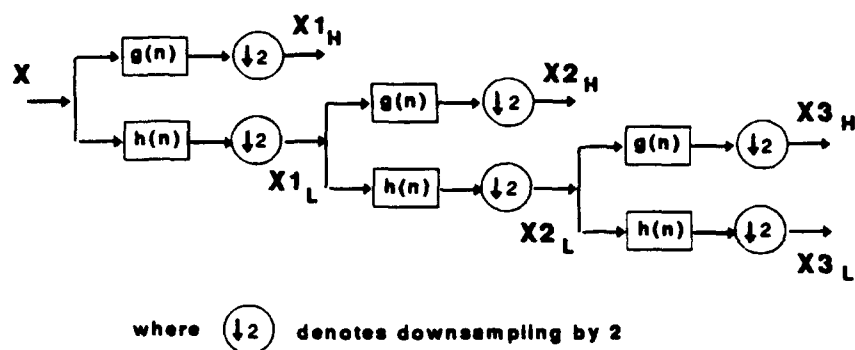 X
g(n)
↓2
X1H
h(n)
↓2
X1L
g(n)
↓2
X2H
h(n)
↓2
X2L
g(n)
↓2
X3H
h(n)
↓2
X3L
where ↓2 denotes downsampling by 2